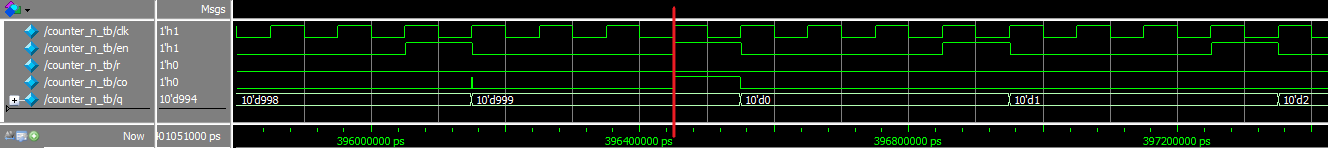 Msgs
/counter_n_tb/clk 1'h1
/counter_n_tb/en 1'h1
/counter_n_tb/r 1'h0
/counter_n_tb/co 1'h0
/counter_n_tb/q 10'd994 10'd998 10'd999 10'd0 10'd1 10'd2
Now 01051000 ps 396000000 ps 396400000 ps 396800000 ps 397200000 ps